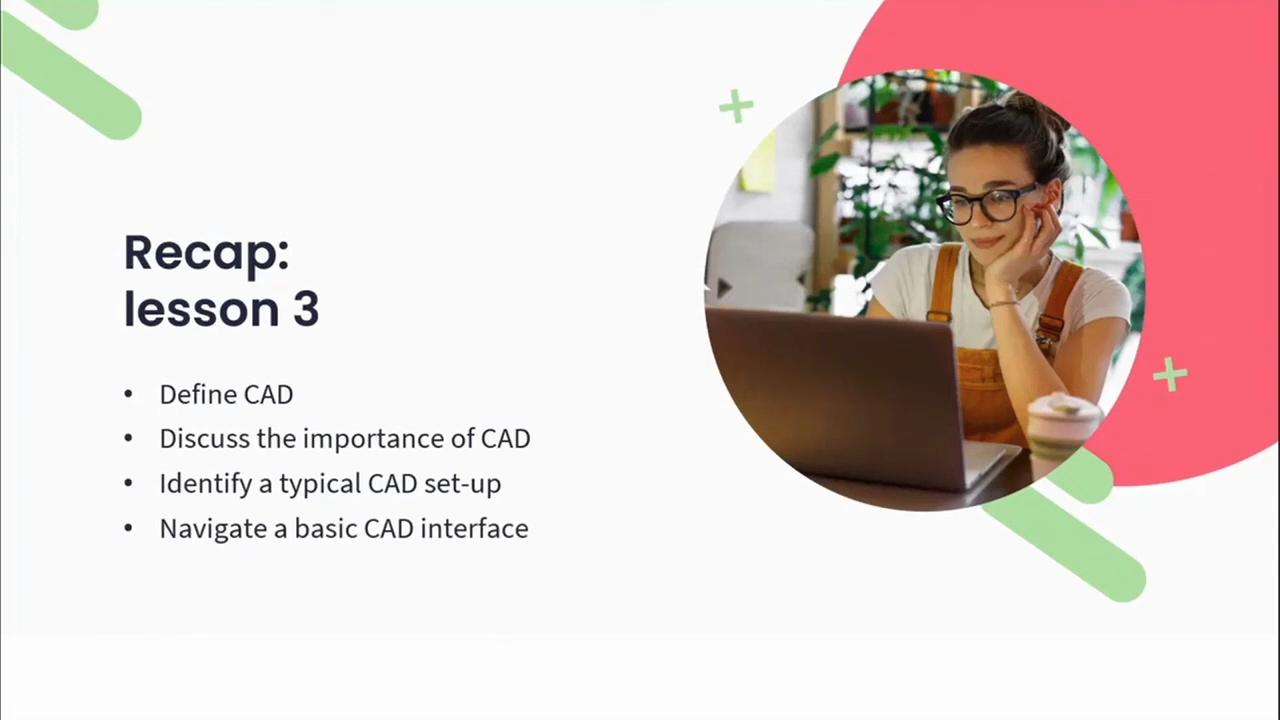 Recap:
lesson 3
• Define CAD
• Discuss the importance of CAD
• Identify a typical CAD set-up
• Navigate a basic CAD interface